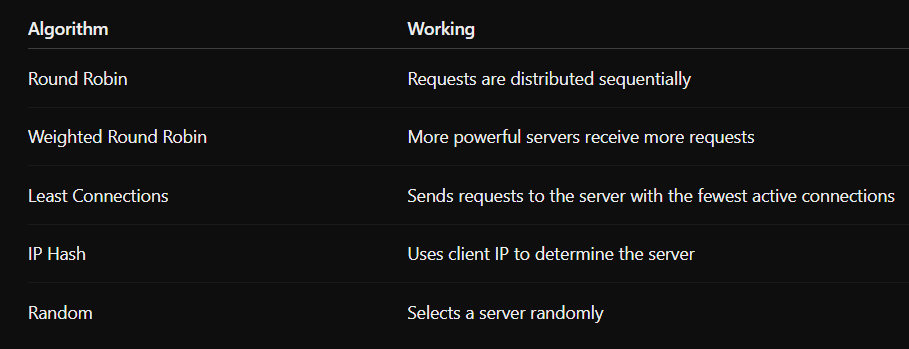 Algorithm Working
Round Robin Requests are distributed sequentially
Weighted Round Robin More powerful servers receive more requests
Least Connections Sends requests to the server with the fewest active connections
IP Hash Uses client IP to determine the server
Random Selects a server randomly